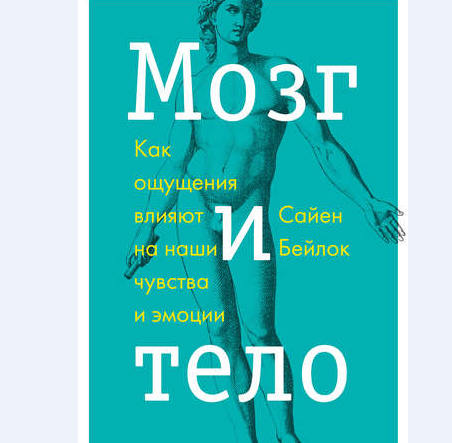 Мозг
Как
ощущения
влияют
на наши
чувства
и эмоции
и
Сайен
Бейлок
тело